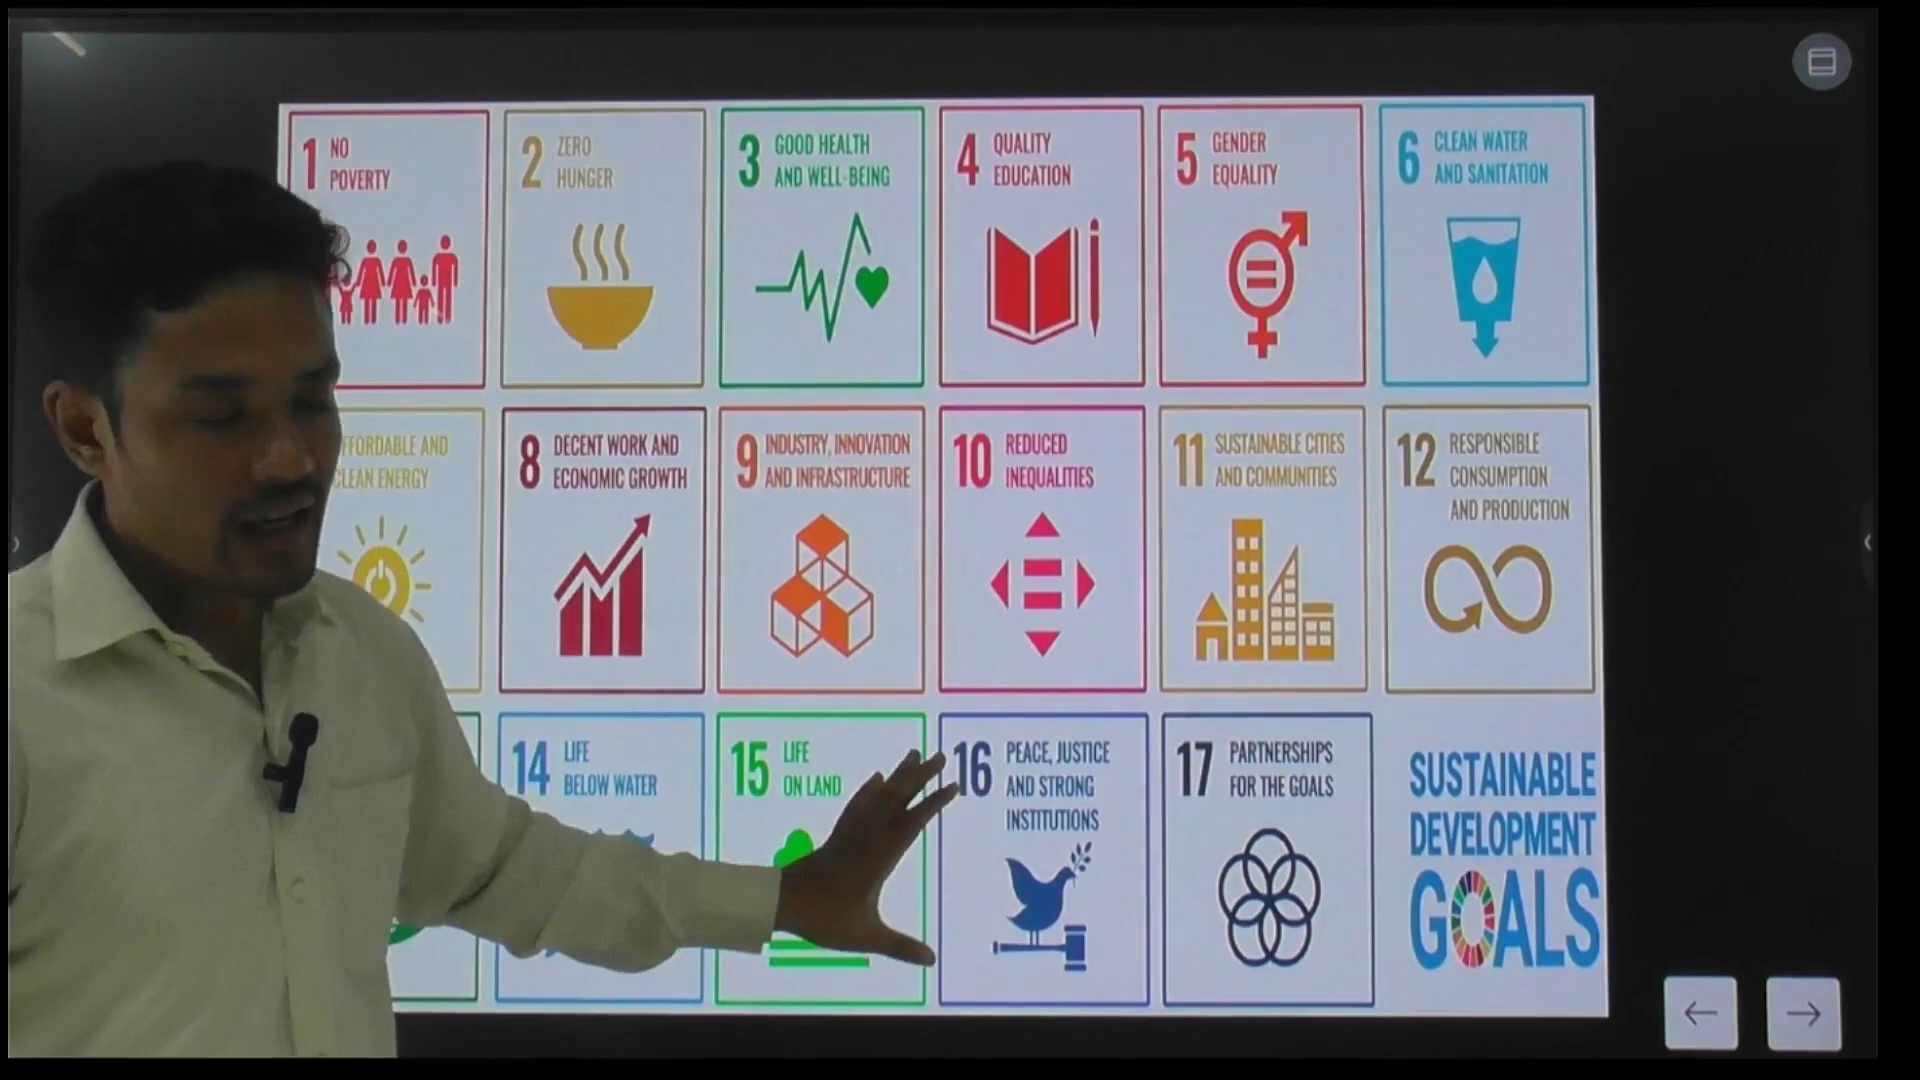 1 NO
POVERTY
2 ZERO
HUNGER
3 GOOD HEALTH
AND WELL-BEING
4 QUALITY
EDUCATION
5 GENDER
EQUALITY
6 CLEAN WATER
AND SANITATION
FFORDABLE AND
CLEAN ENERGY
8 DECENT WORK AND
ECONOMIC GROWTH
9 INDUSTRY, INNOVATION
AND INFRASTRUCTURE
10 REDUCED
INEQUALITIES
11 SUSTAINABLE CITIES
AND COMMUNITIES
12 RESPONSIBLE
CONSUMPTION
AND PRODUCTION
14 LIFE
BELOW WATER
15 LIFE
ON LAND
16 PEACE, JUSTICE
AND STRONG
INSTITUTIONS
17 PARTNERSHIPS
FOR THE GOALS
SUSTAINABLE
DEVELOPMENT
GOALS